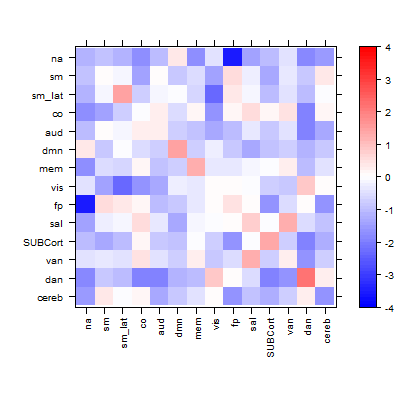 na
sm
sm_lat
co
aud
dmn
mem
vis
fp
sal
SUBCort
van
dan
cereb
na
sm
sm_lat
co
aud
dmn
mem
vis
fp
sal
SUBCort
van
dan
cereb
4
3
2
1
0
-1
-2
-3
-4